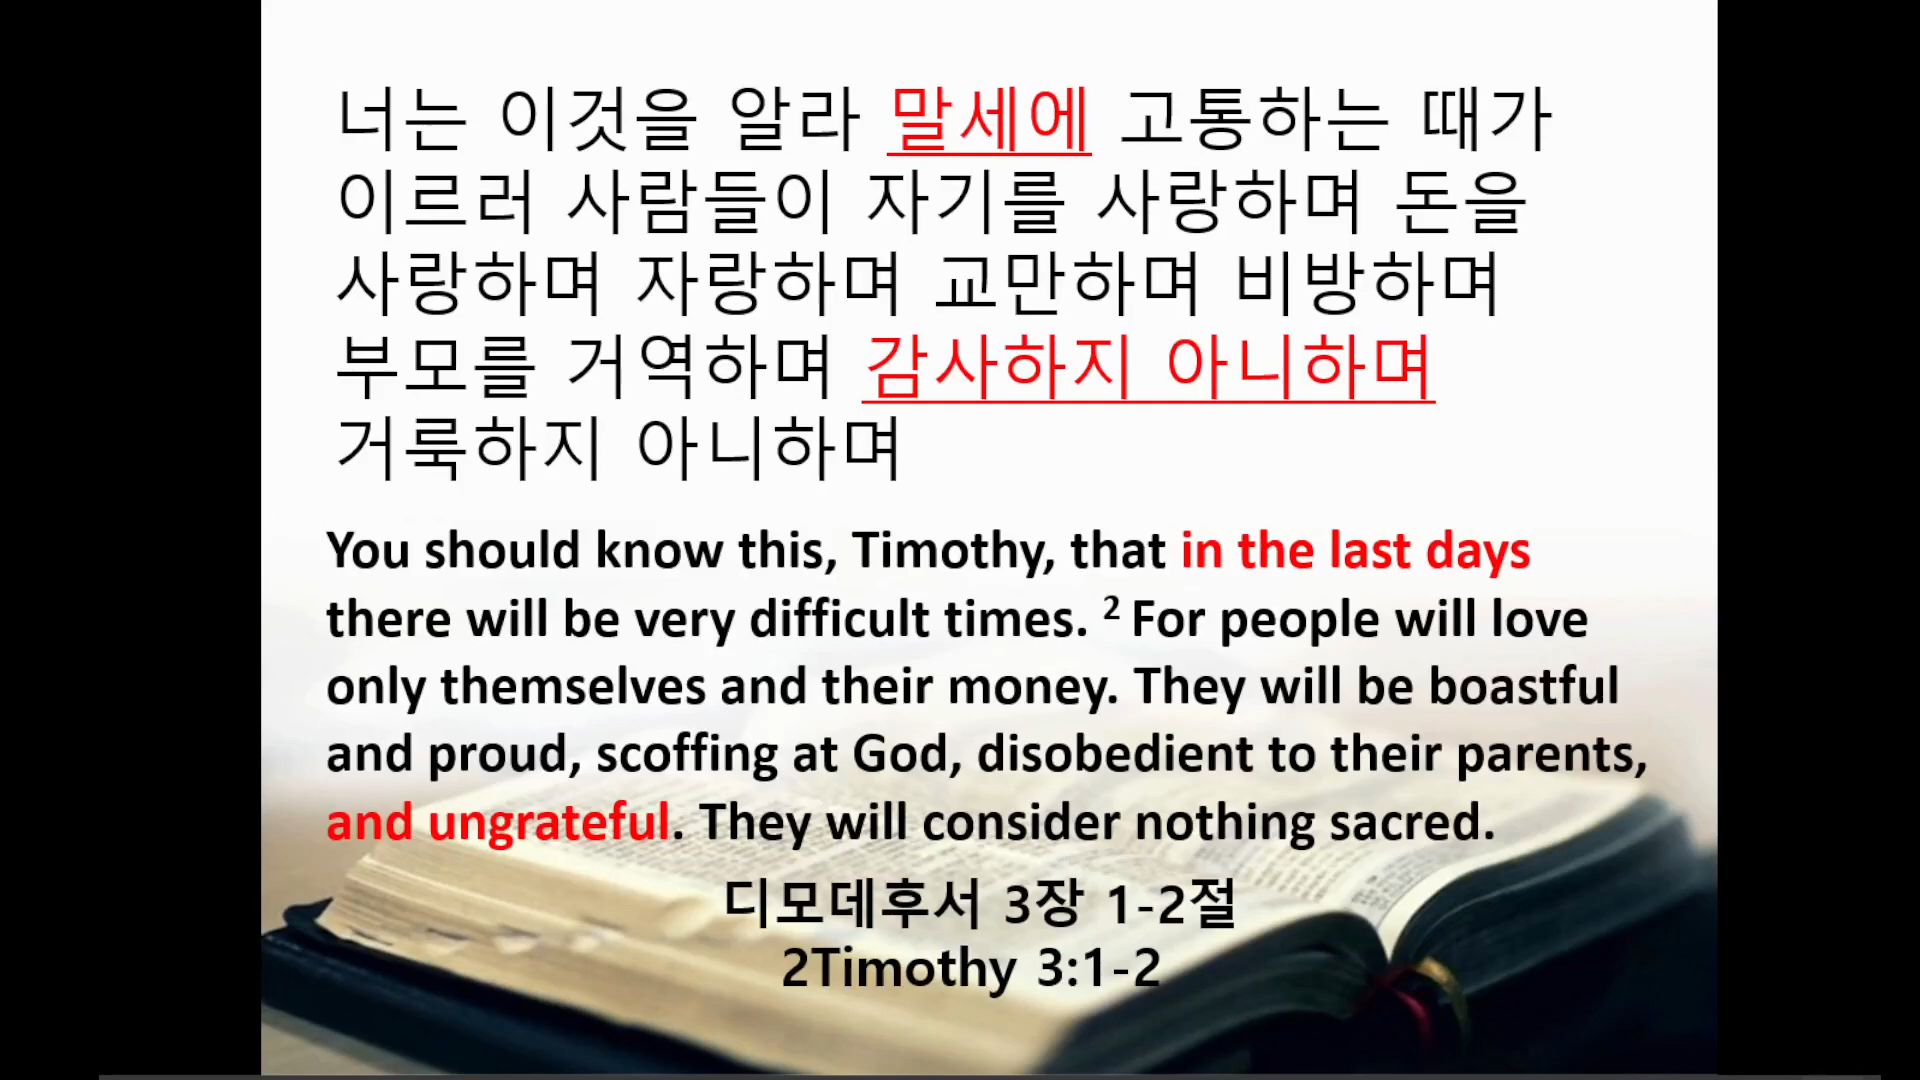 너는 이것을 알라 말세에 고통하는 때가
이르러 사람들이 자기를 사랑하며 돈을
사랑하며 자랑하며 교만하며 비방하며
부모를 거역하며 감사하지 아니하며
거룩하지 아니하며
You should know this, Timothy, that in the last days
there will be very difficult times. ² For people will love
only themselves and their money. They will be boastful
and proud, scoffing at God, disobedient to their parents,
and ungrateful. They will consider nothing sacred.
디모데후서 3장 1-2절
2Timothy 3:1-2